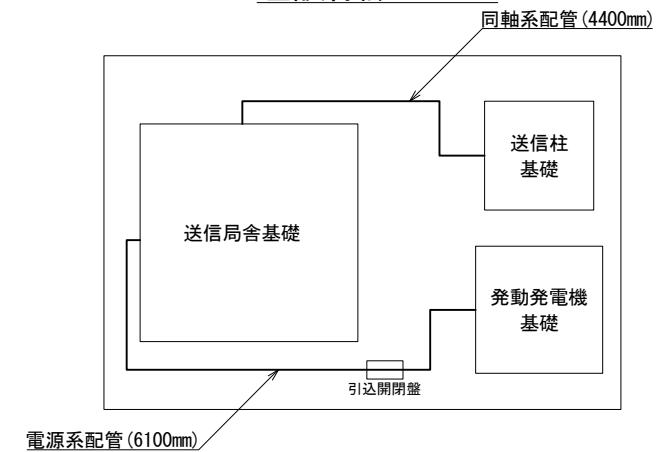 同軸系配管(4400mm)
送信柱
基礎
送信局舎基礎
発動発電機
基礎
引込開閉盤
電源系配管(6100mm)